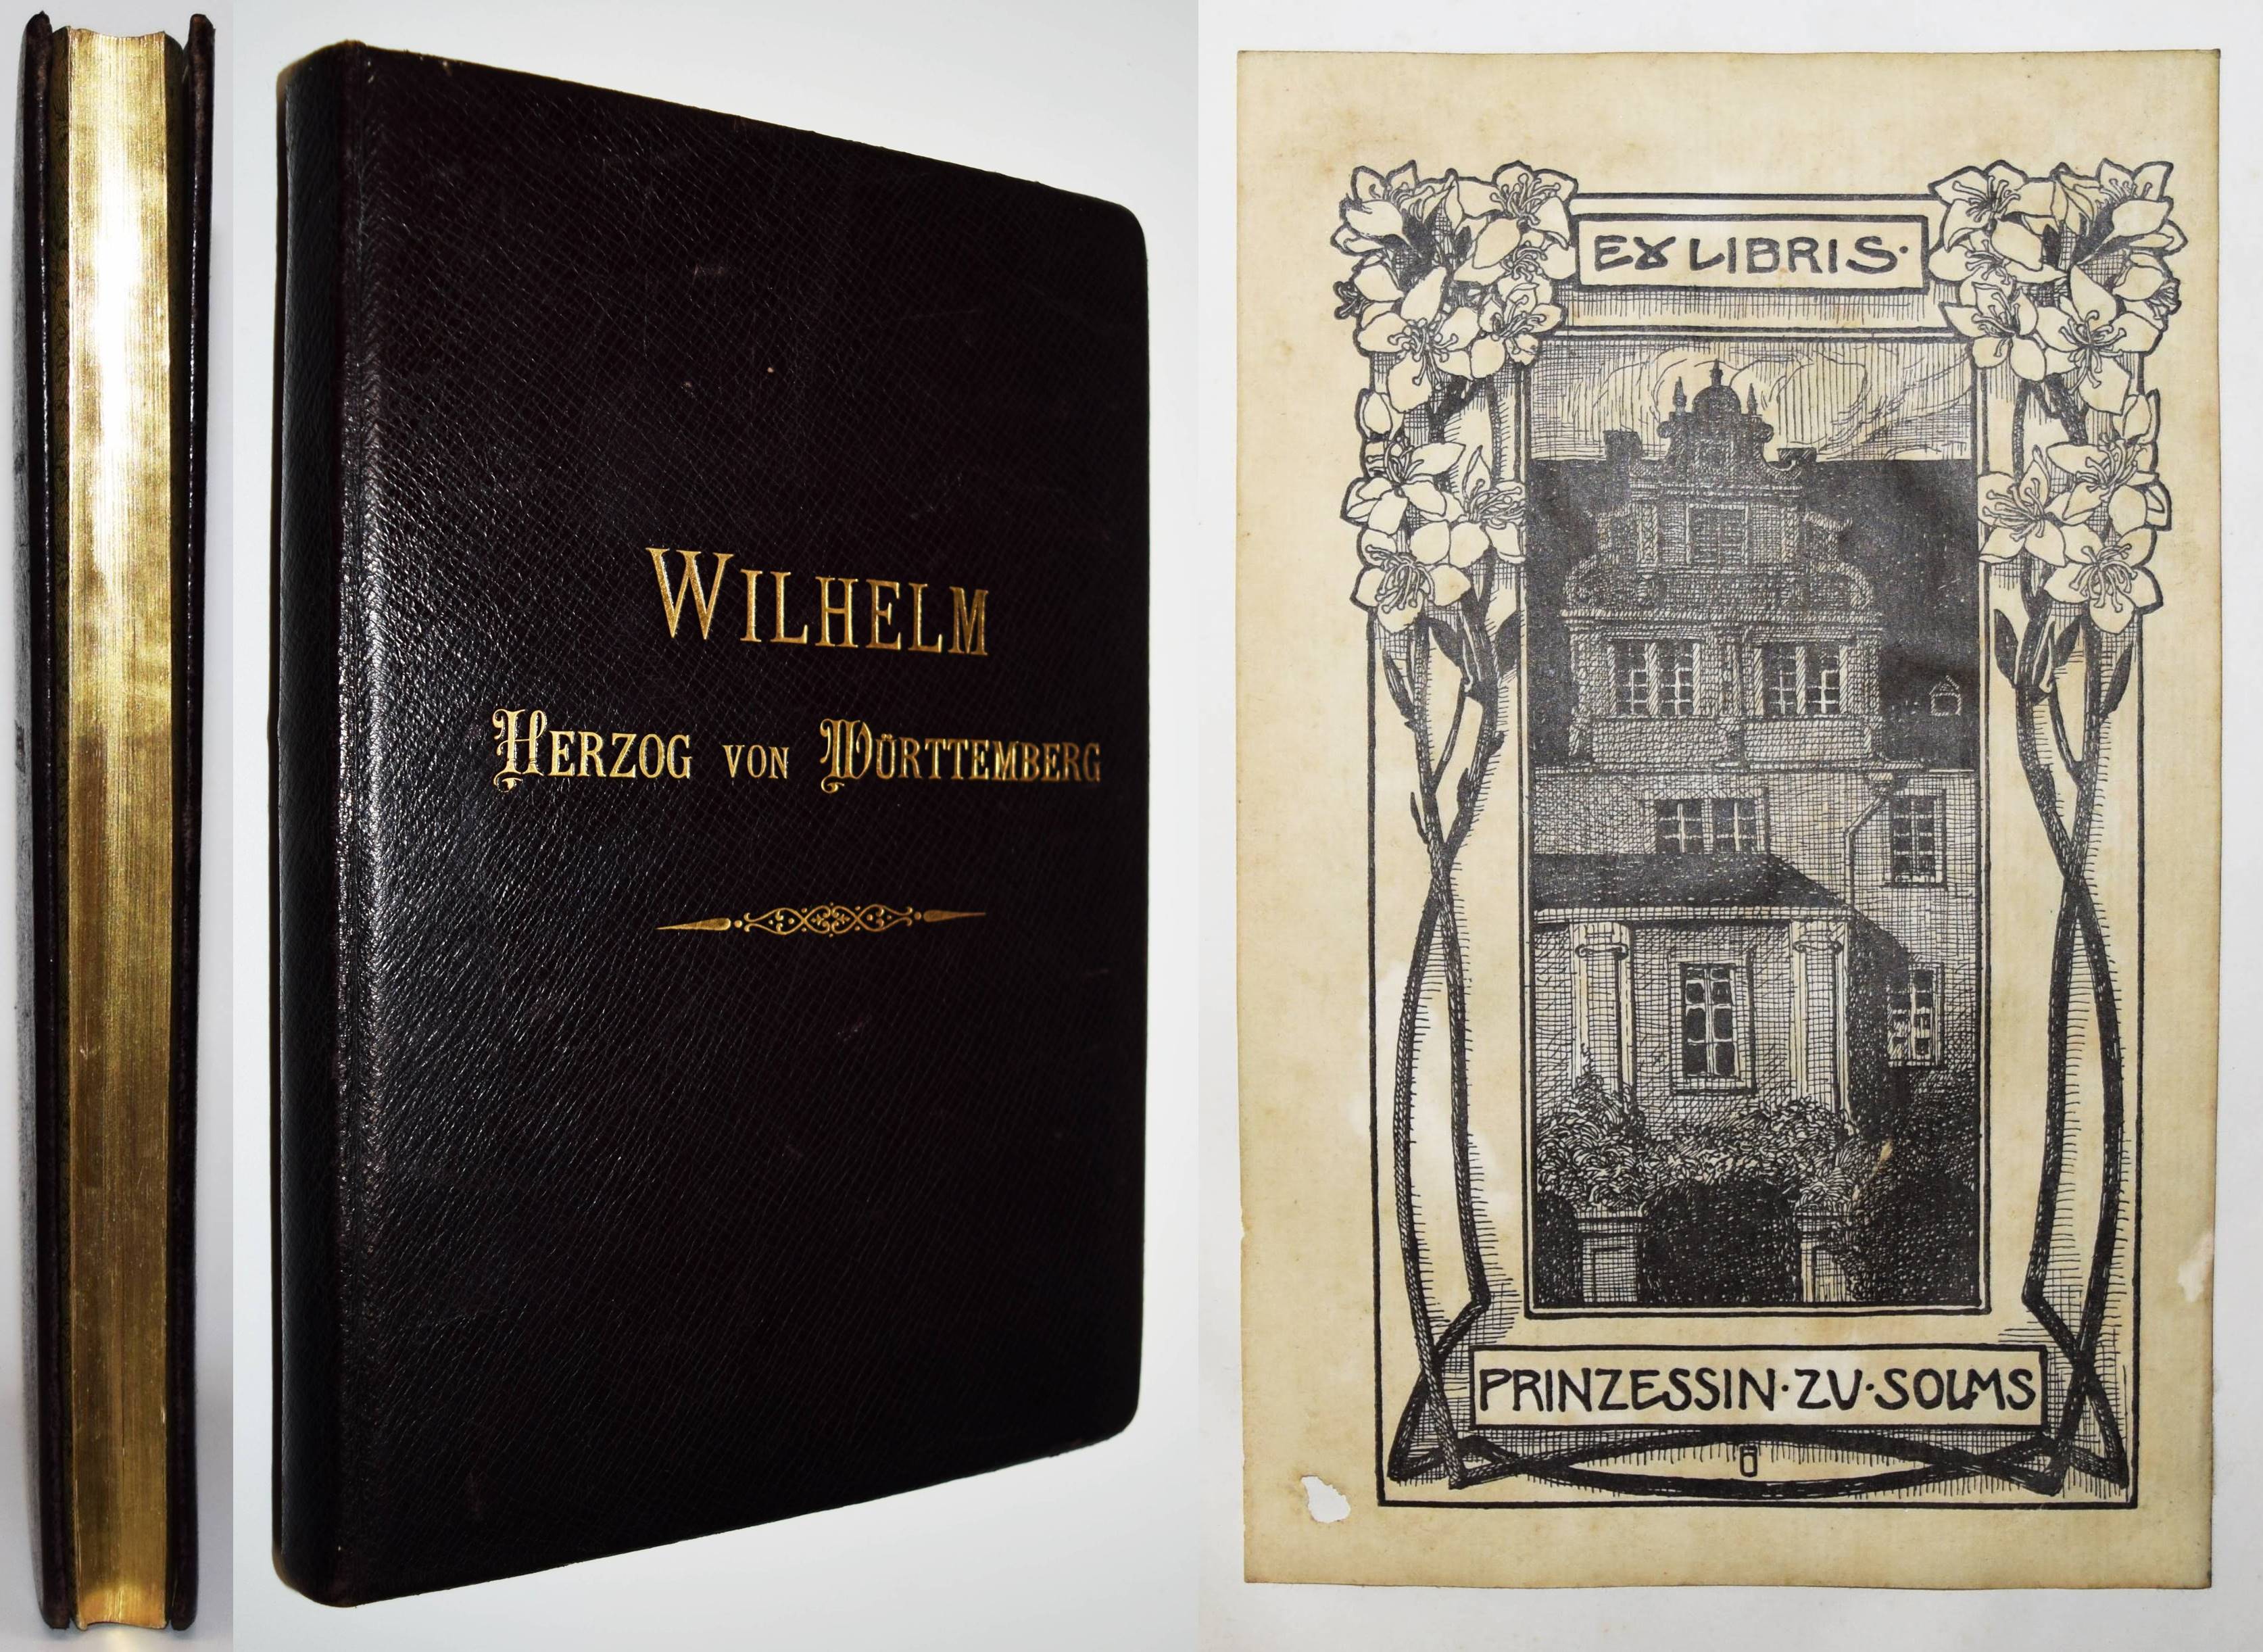 WILHELM
HERZOG VON WÜRTTEMBERG
EX LIBRIS·
PRINZESSIN·ZU·SOLMS